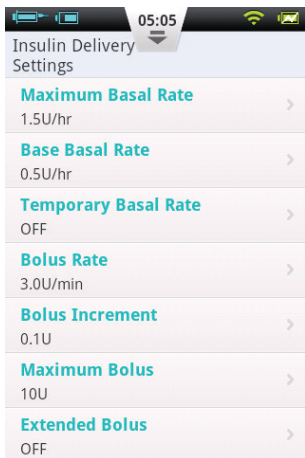 05:05
Insulin Delivery
Settings
Maximum Basal Rate
1.5U/hr
Base Basal Rate
0.5U/hr
Temporary Basal Rate
OFF
Bolus Rate
3.0U/min
Bolus Increment
0.1U
Maximum Bolus
10U
Extended Bolus
OFF